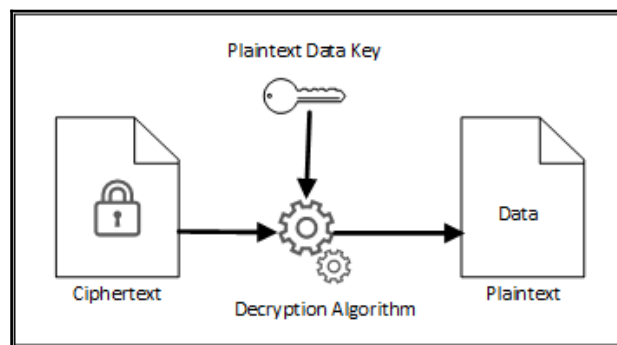 Plaintext Data Key
Data
Ciphertext
Decryption Algorithm
Plaintext